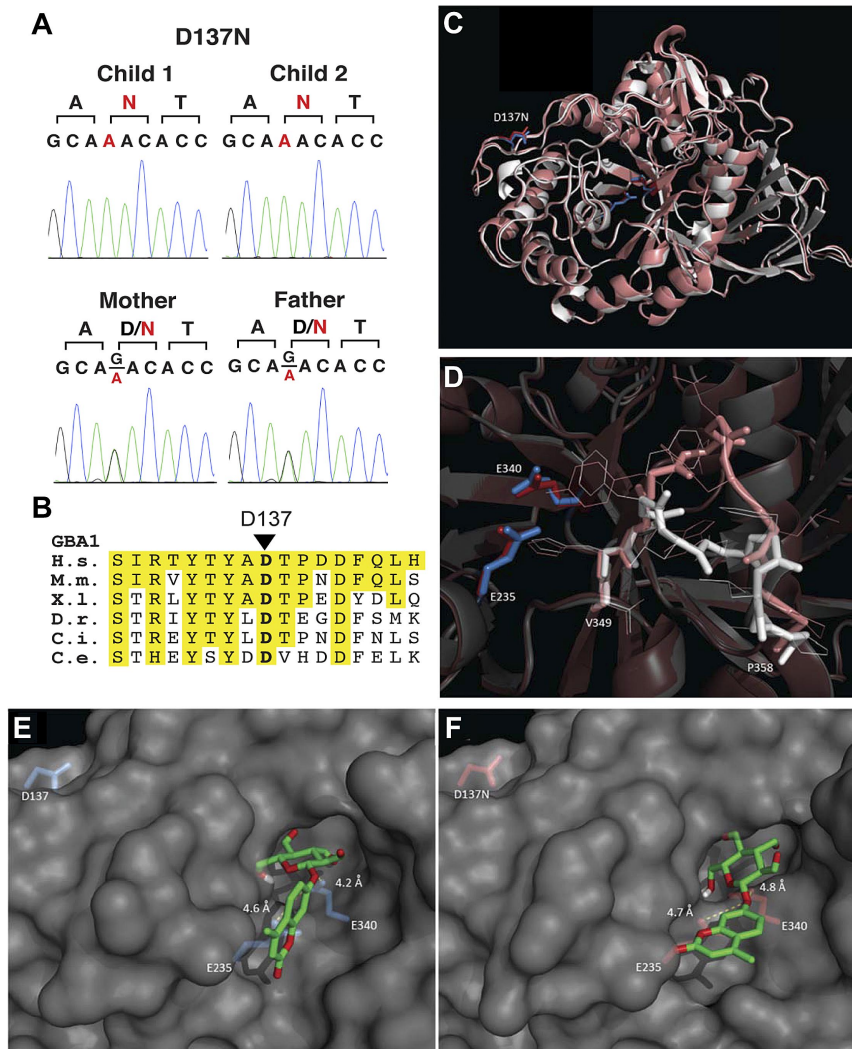 A
D137N
Child 1
Child 2
A N T
A N T
G C A A A C A C C
G C A A A C A C C
Mother
Father
A D/N T
A D/N T
G C A G/A A C A C C
G C A G/A A C A C C
B
D137
GBA1
H.s. S I R T Y T Y A D T P D D F Q L H
M.m. S I R V Y T Y A D T P N D F Q L S
X.l. S T R L Y T Y A D T P E D Y D L Q
D.r. S T R I Y T Y L D T E G D F S M K
C.i. S T R E Y T Y L D T P N D F N L S
C.e. S T H E Y S Y D D V H D D F E L K
C
D137N
D
E340
E235
V349
P358
E
D137
4.2 Å
4.6 Å
E340
E235
F
D137N
4.8 Å
4.7 Å
E340
E235